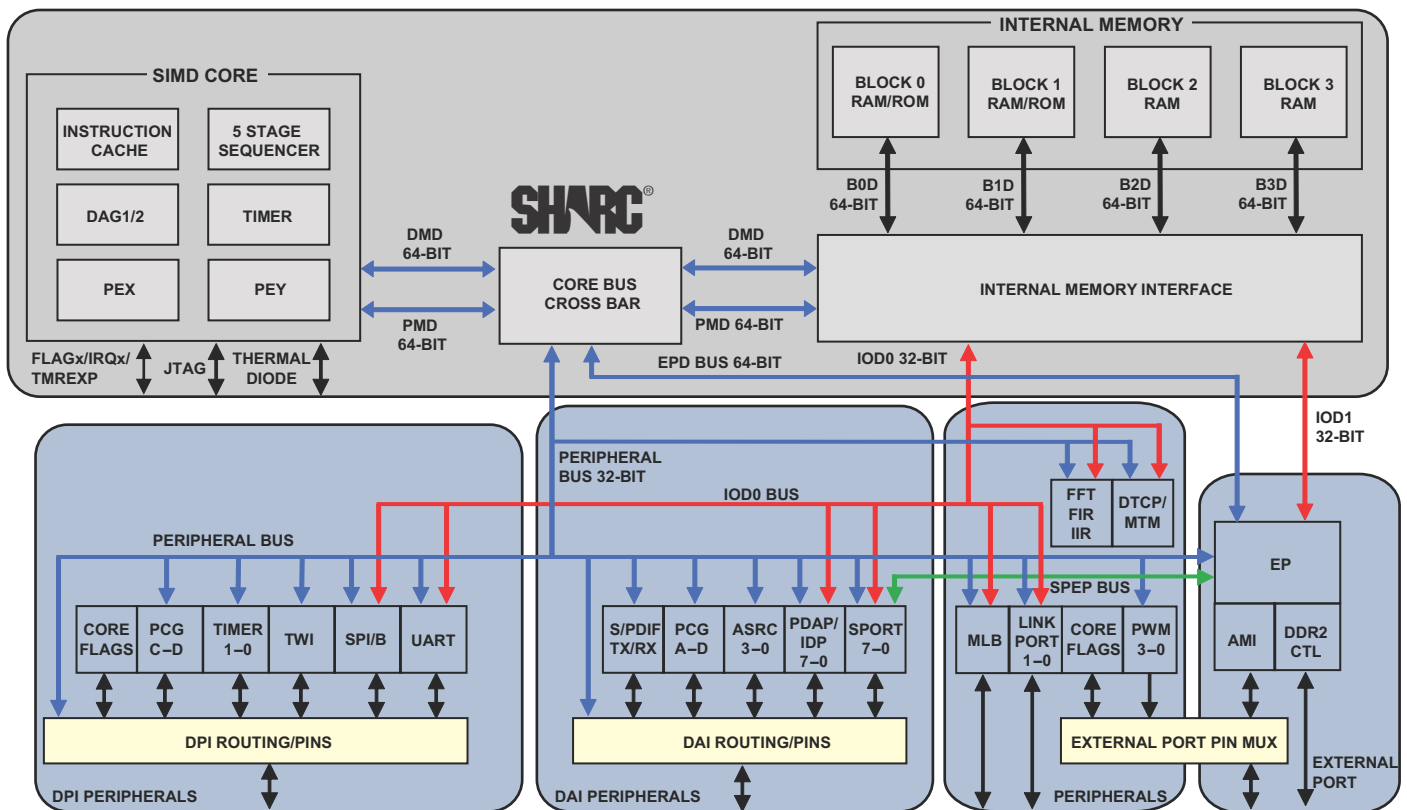 INTERNAL MEMORY
SIMD CORE
BLOCK 0
RAM/ROM
BLOCK 1
RAM/ROM
BLOCK 2
RAM
BLOCK 3
RAM
INSTRUCTION
CACHE
5 STAGE
SEQUENCER
DAG1/2
TIMER
PEX
PEY
SHARC®
B0D
64-BIT
B1D
64-BIT
B2D
64-BIT
B3D
64-BIT
DMD
64-BIT
DMD
64-BIT
CORE BUS
CROSS BAR
INTERNAL MEMORY INTERFACE
PMD
64-BIT
PMD 64-BIT
FLAGx/IRQx/
TMREXP
JTAG
THERMAL
DIODE
EPD BUS 64-BIT
IOD0 32-BIT
IOD1
32-BIT
PERIPHERAL
BUS 32-BIT
IOD0 BUS
FFT
FIR
IIR
DTCP/
MTM
PERIPHERAL BUS
EP
SPEP BUS
CORE
FLAGS
PCG
C–D
TIMER
1–0
TWI
SPI/B
UART
S/PDIF
TX/RX
PCG
A–D
ASRC
3–0
PDAP/
IDP
7–0
SPORT
7–0
MLB
LINK
PORT
1–0
CORE
FLAGS
PWM
3–0
AMI
DDR2
CTL
DPI ROUTING/PINS
DAI ROUTING/PINS
EXTERNAL PORT PIN MUX
DPI PERIPHERALS
DAI PERIPHERALS
PERIPHERALS
EXTERNAL
PORT